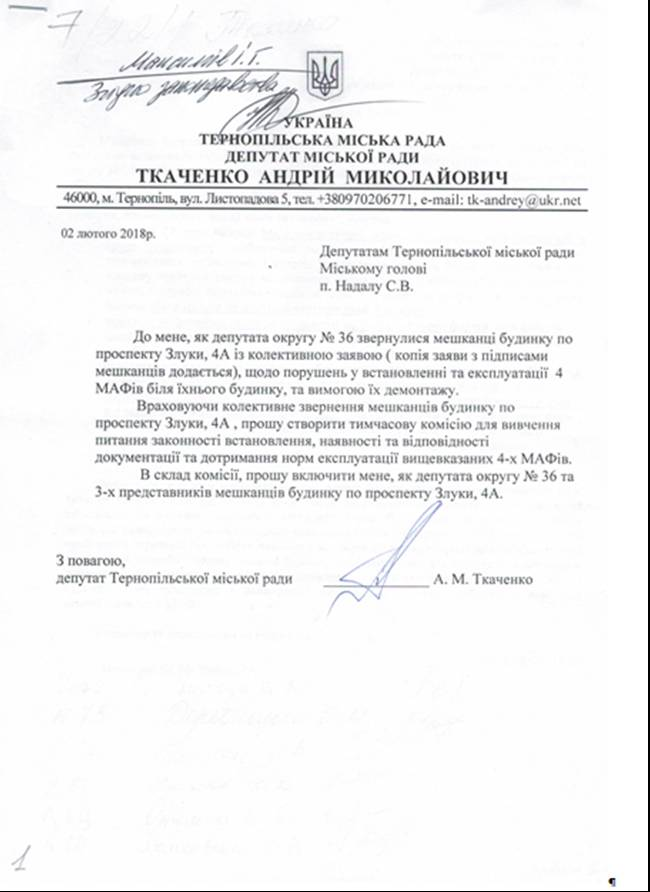 Згідно законодавства
УКРАЇНА
ТЕРНОПІЛЬСЬКА МІСЬКА РАДА
ДЕПУТАТ МІСЬКОЇ РАДИ
ТКАЧЕНКО АНДРІЙ МИКОЛАЙОВИЧ
46000, м. Тернопіль, вул. Листопадова 5, тел. +380970206771, e-mail: tk-andrey@ukr.net
02 лютого 2018р.
Депутатам Тернопільської міської ради
Міському голові
п. Надалу С.В.
До мене, як депутата округу № 36 звернулися мешканці будинку по
проспекту Злуки, 4А із колективною заявою ( копія заяви з підписами
мешканців додається), щодо порушень у встановленні та експлуатації 4
МАФів біля їхнього будинку, та вимогою їх демонтажу.
Враховуючи колективне звернення мешканців будинку по
проспекту Злуки, 4А , прошу створити тимчасову комісію для вивчення
питання законності встановлення, наявності та відповідності
документації та дотримання норм експлуатації вищевказаних 4-х МАФів.
В склад комісії, прошу включити мене, як депутата округу № 36 та
3-х представників мешканців будинку по проспекту Злуки, 4А.
З повагою,
депутат Тернопільської міської ради А. М. Ткаченко
1